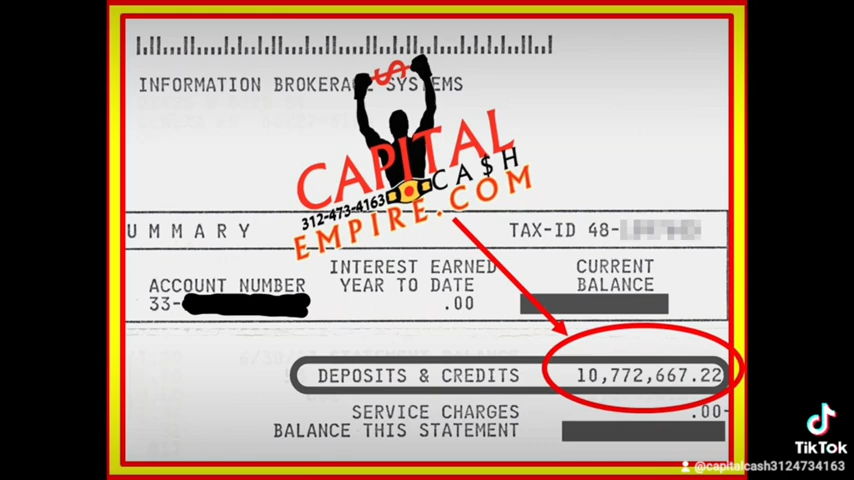 INFORMATION BROKERAGE SYSTEMS
$
CAPITAL
CA$H
312-473-4163
EMPIRE.COM
UMMARY
TAX-ID 48-
ACCOUNT NUMBER
33-
INTEREST EARNED
YEAR TO DATE
.00
CURRENT
BALANCE
DEPOSITS & CREDITS 10,772,667.22
SERVICE CHARGES .00-
BALANCE THIS STATEMENT
TikTok
@capitalcash3124734163